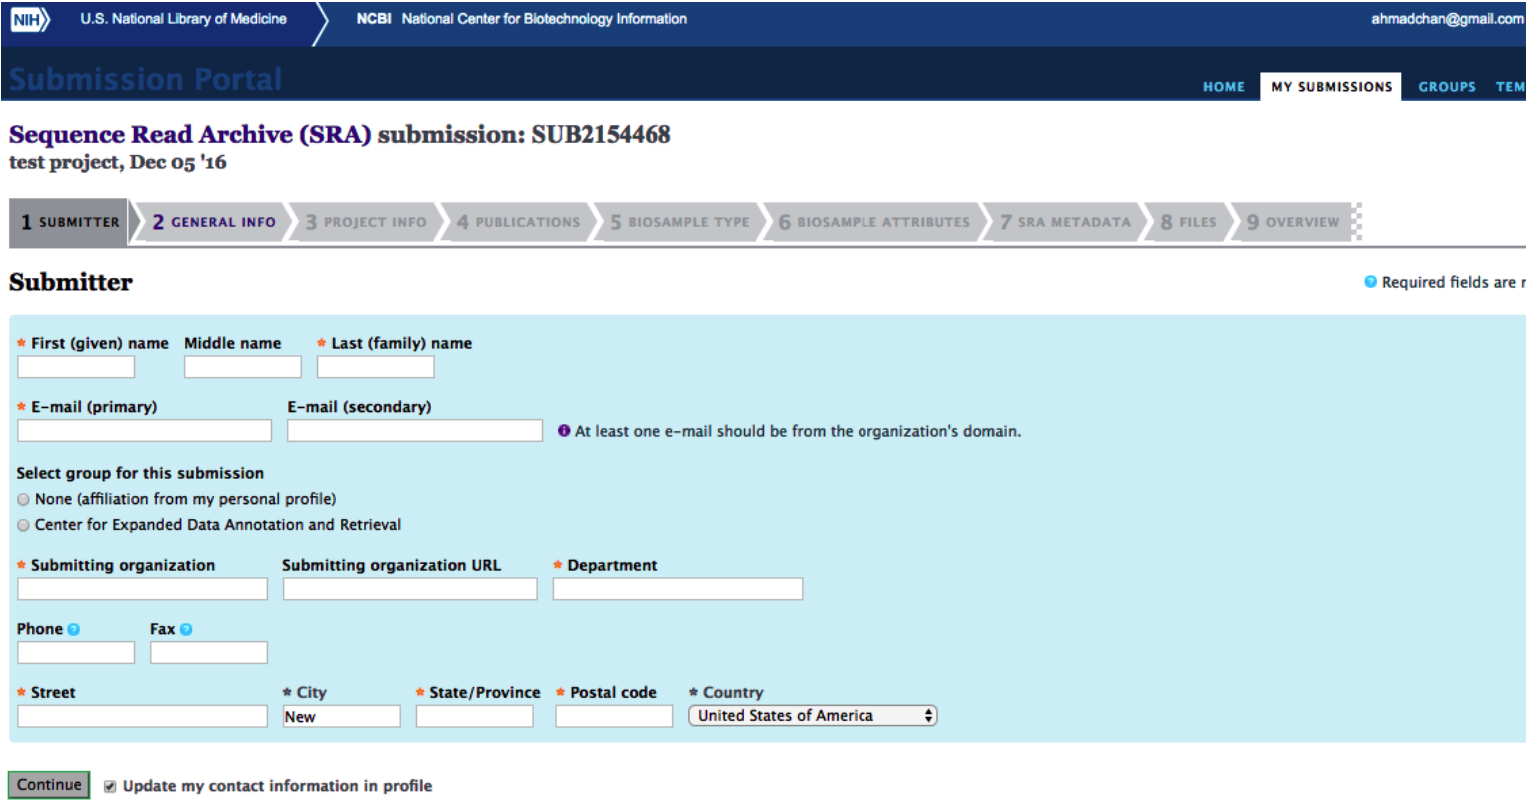 NIH U.S. National Library of Medicine NCBI National Center for Biotechnology Information ahmadchan@gmail.com
Submission Portal
HOME MY SUBMISSIONS GROUPS TEM
Sequence Read Archive (SRA) submission: SUB2154468
test project, Dec 05 '16
1 SUBMITTER 2 GENERAL INFO 3 PROJECT INFO 4 PUBLICATIONS 5 BIOSAMPLE TYPE 6 BIOSAMPLE ATTRIBUTES 7 SRA METADATA 8 FILES 9 OVERVIEW
Submitter
? Required fields are r
* First (given) name Middle name * Last (family) name
* E-mail (primary) E-mail (secondary)
i At least one e-mail should be from the organization's domain.
Select group for this submission
None (affiliation from my personal profile)
Center for Expanded Data Annotation and Retrieval
* Submitting organization Submitting organization URL * Department
Phone ? Fax ?
* Street * City * State/Province * Postal code * Country
New United States of America
Continue Update my contact information in profile